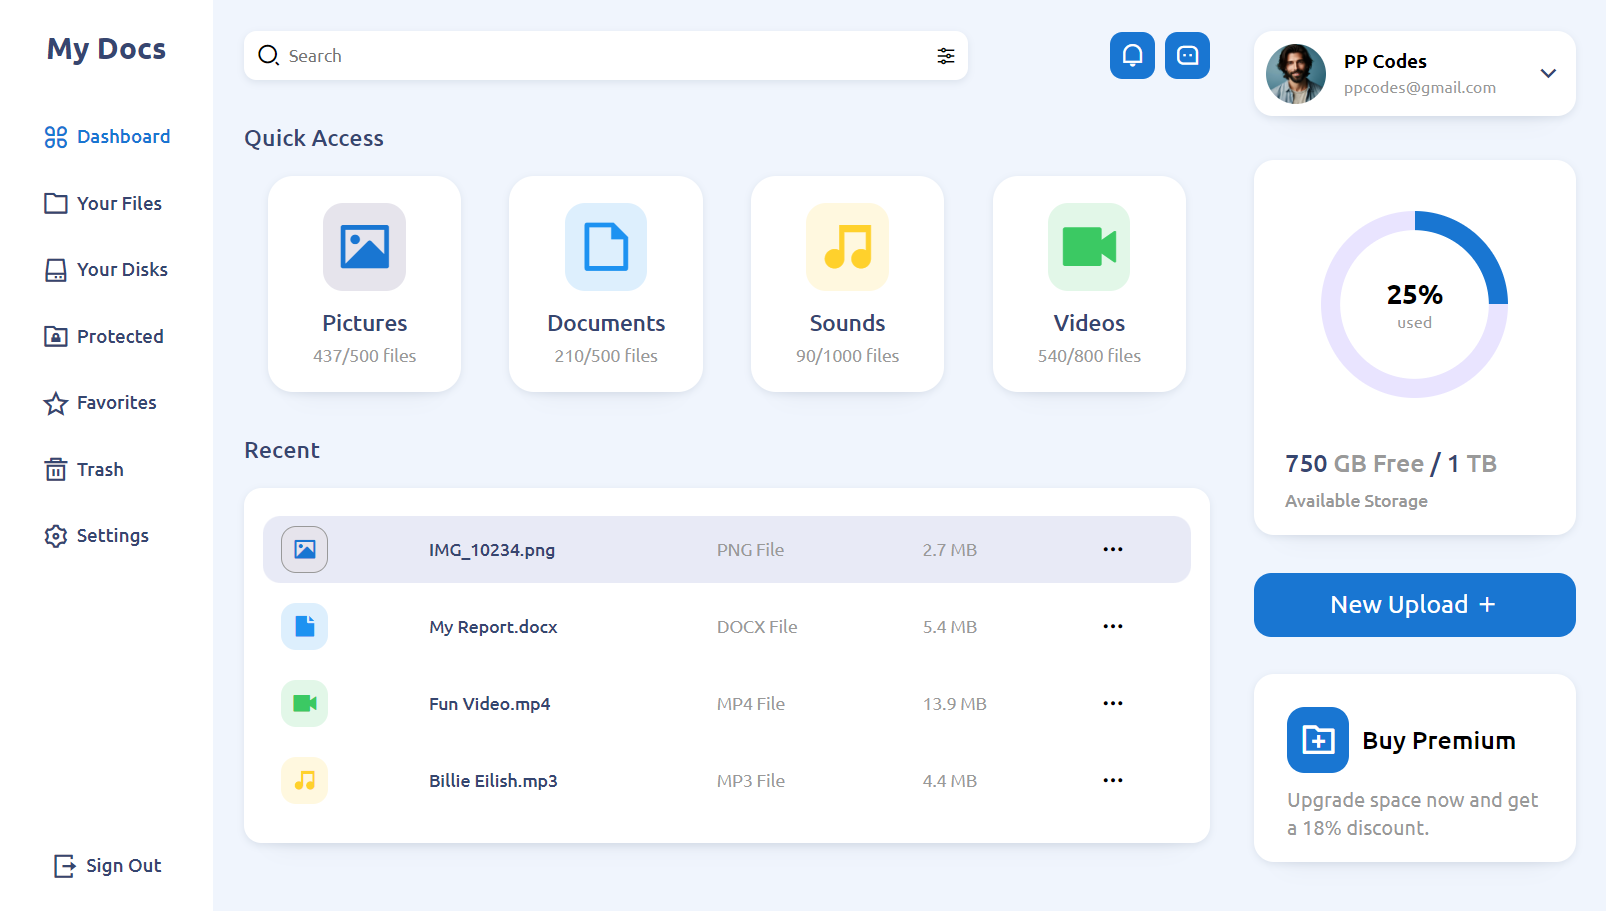 My Docs
Dashboard
Your Files
Your Disks
Protected
Favorites
Trash
Settings
Sign Out
Search
Quick Access
Pictures
437/500 files
Documents
210/500 files
Sounds
90/1000 files
Videos
540/800 files
Recent
IMG_10234.png PNG File 2.7 MB
My Report.docx DOCX File 5.4 MB
Fun Video.mp4 MP4 File 13.9 MB
Billie Eilish.mp3 MP3 File 4.4 MB
PP Codes
ppcodes@gmail.com
25%
used
750 GB Free / 1 TB
Available Storage
New Upload +
Buy Premium
Upgrade space now and get
a 18% discount.